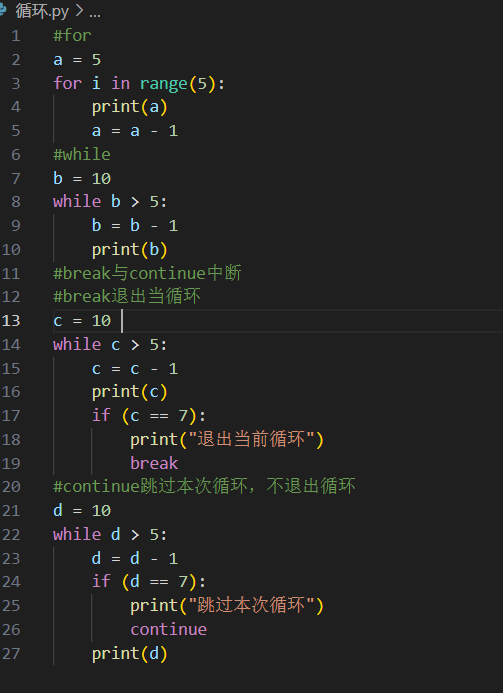 循环.py > ...
1 #for
2 a = 5
3 for i in range(5):
4     print(a)
5     a = a - 1
6 #while
7 b = 10
8 while b > 5:
9     b = b - 1
10     print(b)
11 #break与continue中断
12 #break退出当循环
13 c = 10
14 while c > 5:
15     c = c - 1
16     print(c)
17     if (c == 7):
18         print("退出当前循环")
19         break
20 #continue跳过本次循环，不退出循环
21 d = 10
22 while d > 5:
23     d = d - 1
24     if (d == 7):
25         print("跳过本次循环")
26         continue
27     print(d)